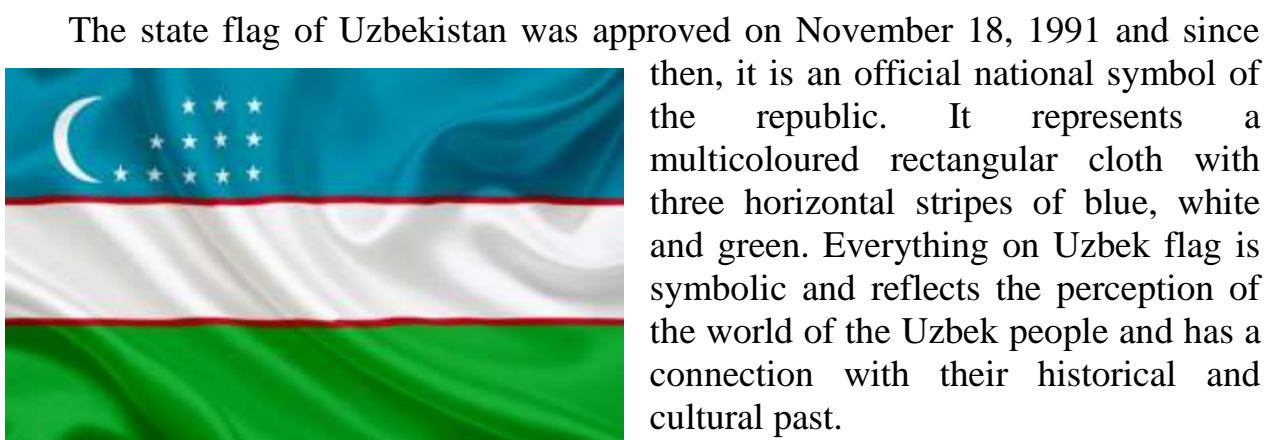 The state flag of Uzbekistan was approved on November 18, 1991 and since
then, it is an official national symbol of
the republic. It represents a
multicoloured rectangular cloth with
three horizontal stripes of blue, white
and green. Everything on Uzbek flag is
symbolic and reflects the perception of
the world of the Uzbek people and has a
connection with their historical and
cultural past.